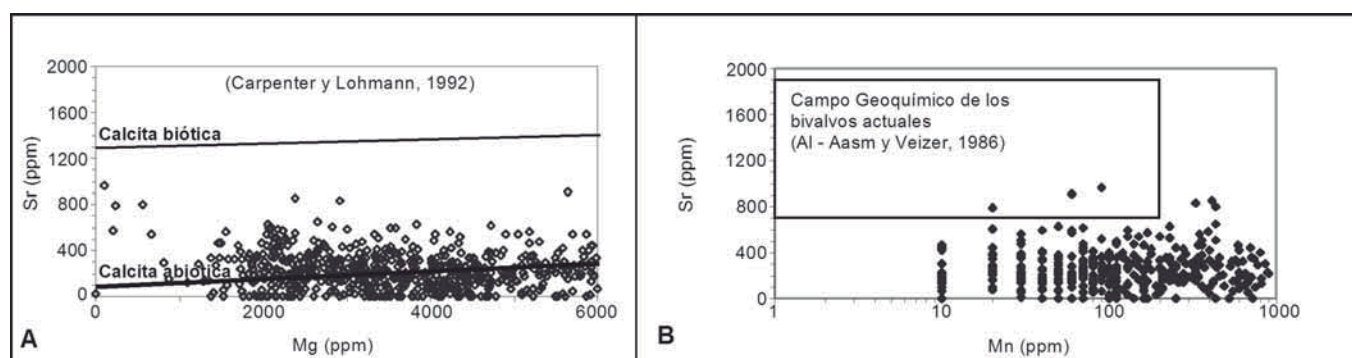 2000
1600
1200
800
400
0
Sr (ppm)
(Carpenter y Lohmann, 1992)
Calcita biótica
Calcita abiótica
0
2000
4000
6000
Mg (ppm)
A
2000
1600
1200
800
400
0
Sr (ppm)
Campo Geoquímico de los
bivalvos actuales
(Al - Aasm y Veizer, 1986)
1
10
100
1000
Mn (ppm)
B